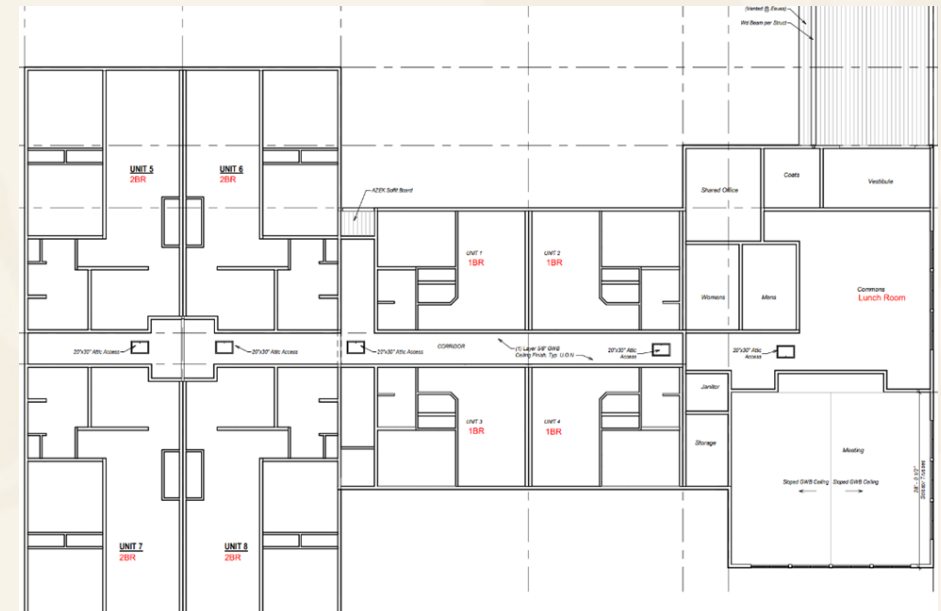 (Vented @ Eaves)
Wd Beam per Struct
UNIT 5
2BR
UNIT 6
2BR
AZEK Soffit Board
Shared Office
Coats
Vestibule
UNIT 1
1BR
UNIT 2
1BR
Womens
Mens
Commons
Lunch Room
20"x30" Attic Access
20"x30" Attic Access
20"x30" Attic Access
CORRIDOR
(1) Layer 5/8" GWB
Ceiling Finish, Typ. U.O.N
20"x30" Attic
Access
20"x30" Attic
Access
Janitor
UNIT 3
1BR
UNIT 4
1BR
Storage
Meeting
Sloped GWB Ceiling
Sloped GWB Ceiling
UNIT 7
2BR
UNIT 8
2BR